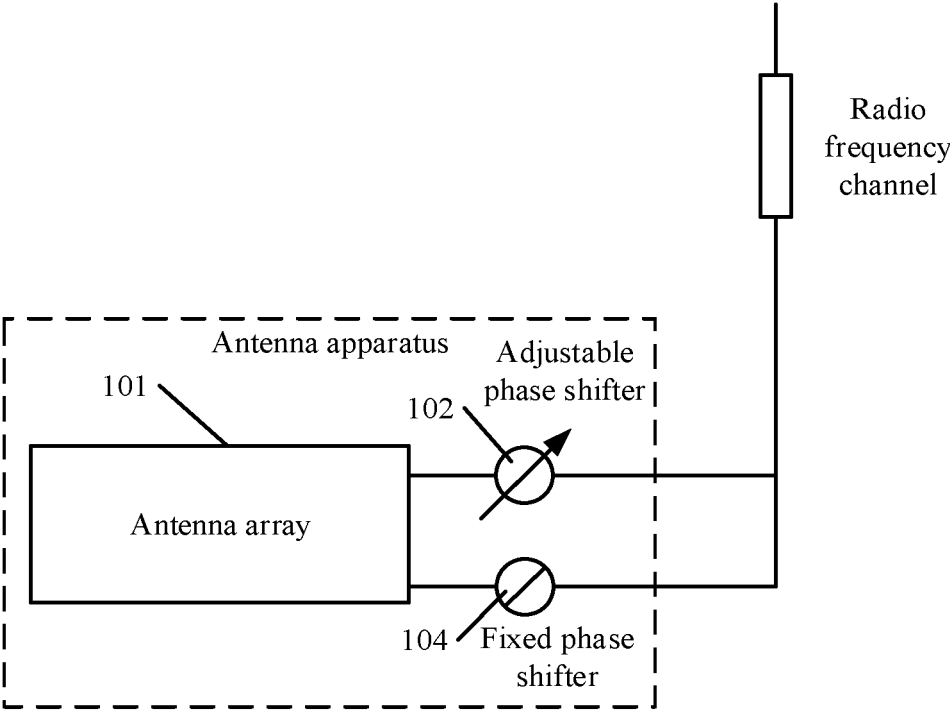 Radio
frequency
channel
Antenna apparatus
Adjustable
phase shifter
101
102
Antenna array
104
Fixed phase
shifter